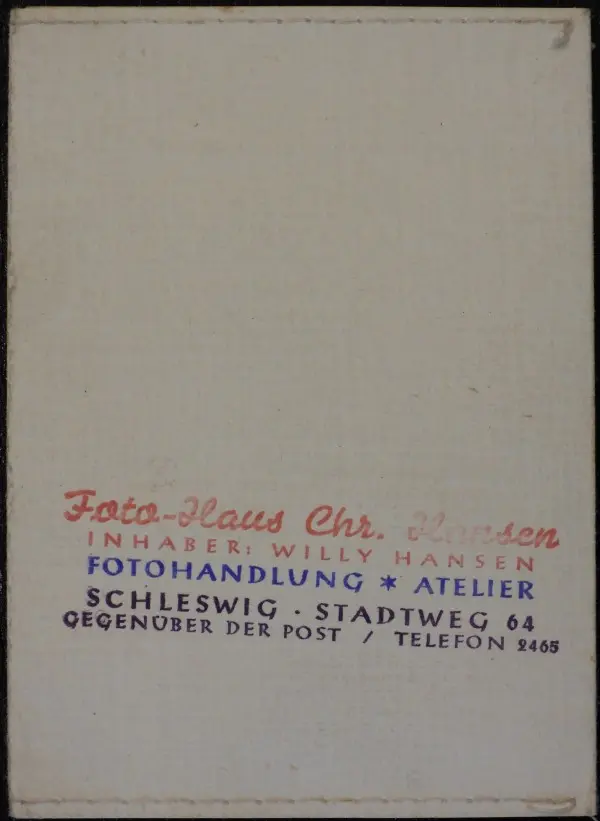 Foto-Haus Chr. Hansen
INHABER: WILLY HANSEN
FOTOHANDLUNG * ATELIER
SCHLESWIG · STADTWEG 64
GEGENÜBER DER POST / TELEFON 2465